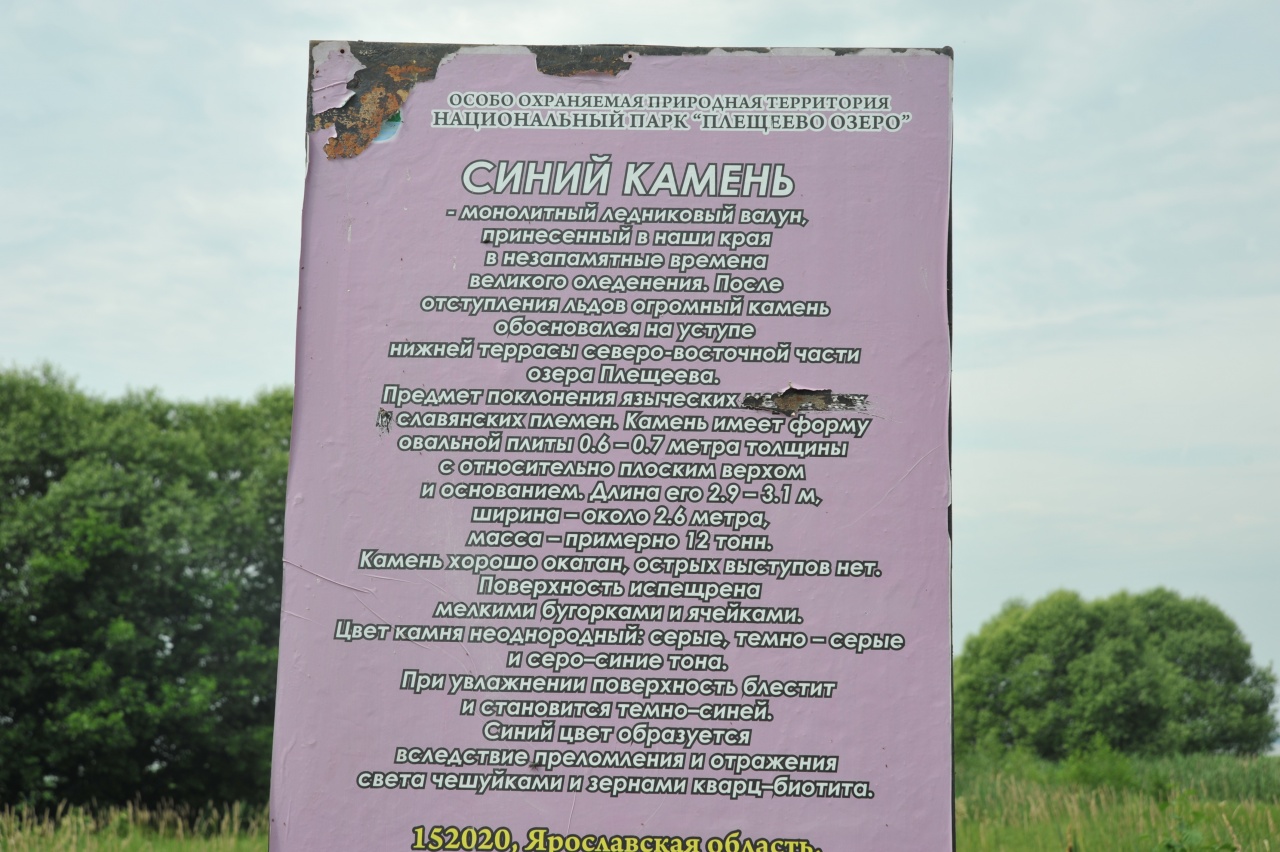 ОСОБО ОХРАНЯЕМАЯ ПРИРОДНАЯ ТЕРРИТОРИЯ
НАЦИОНАЛЬНЫЙ ПАРК “ПЛЕЩЕЕВО ОЗЕРО”
СИНИЙ КАМЕНЬ
- монолитный ледниковый валун,
принесенный в наши края
в незапамятные времена
великого оледенения. После
отступления льдов огромный камень
обосновался на уступе
нижней террасы северо-восточной части
озера Плещеева.
Предмет поклонения языческих
славянских племен. Камень имеет форму
овальной плиты 0.6 – 0.7 метра толщины
с относительно плоским верхом
и основанием. Длина его 2.9 – 3.1 м,
ширина – около 2.6 метра,
масса – примерно 12 тонн.
Камень хорошо окатан, острых выступов нет.
Поверхность испещрена
мелкими бугорками и ячейками.
Цвет камня неоднородный: серые, темно – серые
и серо–синие тона.
При увлажнении поверхность блестит
и становится темно–синей.
Синий цвет образуется
вследствие преломления и отражения
света чешуйками и зернами кварц–биотита.
152020, Ярославская область,